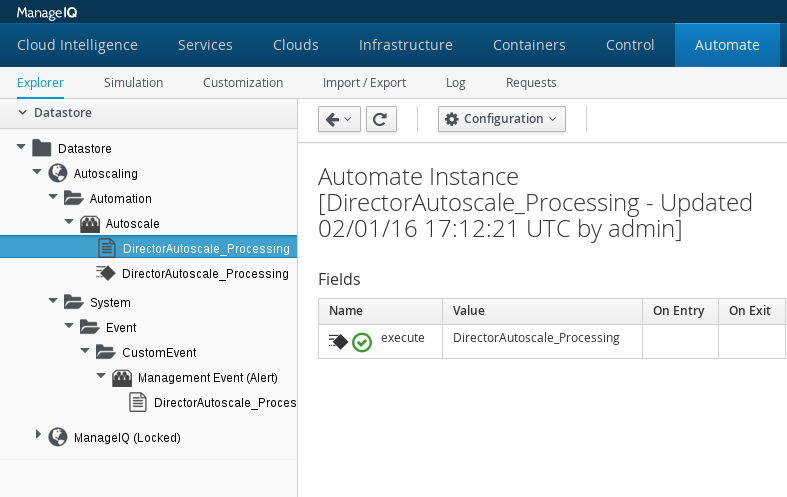 ManageIQ
Cloud Intelligence Services Clouds Infrastructure Containers Control Automate
Explorer Simulation Customization Import / Export Log Requests
Datastore
Configuration
Datastore
Autoscaling
Automation
Autoscale
DirectorAutoscale_Processing
DirectorAutoscale_Processing
System
Event
CustomEvent
Management Event (Alert)
DirectorAutoscale_Proces
ManageIQ (Locked)
Automate Instance
[DirectorAutoscale_Processing - Updated
02/01/16 17:12:21 UTC by admin]
Fields
Name Value On Entry On Exit
execute DirectorAutoscale_Processing